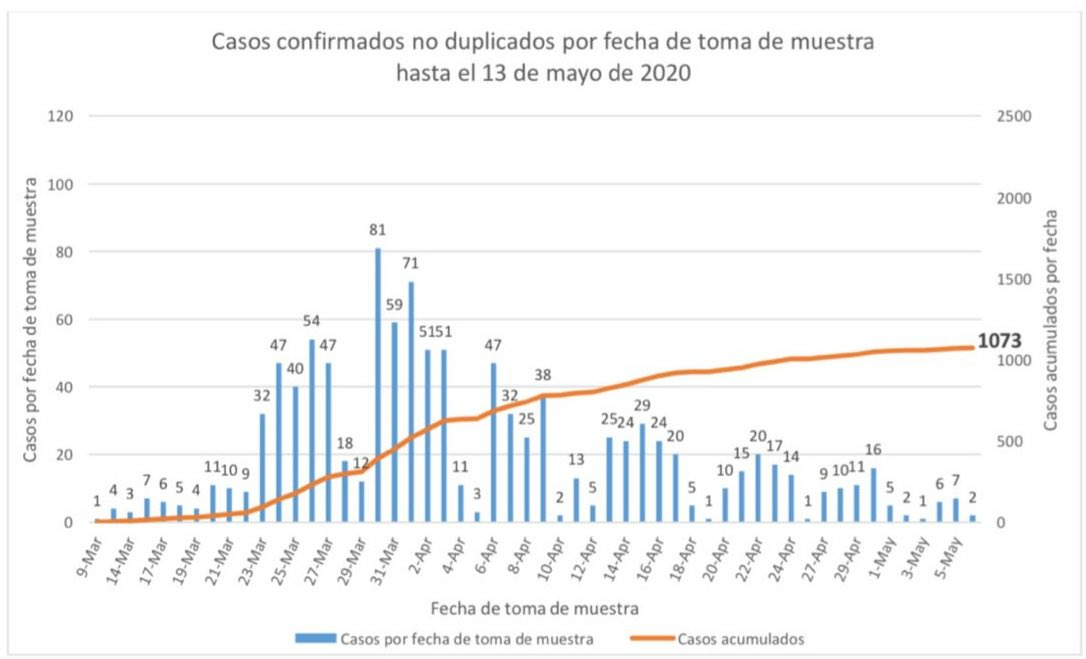 Casos confirmados no duplicados por fecha de toma de muestra
hasta el 13 de mayo de 2020
Casos por fecha de toma de muestra
120
100
80
60
40
20
0
1 4 3 7 6 5 4 11 10 9 32 47 40 54 47 18 12 81 59 71 51 51 11 3 47 32 25 38 2 13 5 25 24 29 24 20 5 1 10 15 20 17 14 1 9 10 11 16 5 2 1 6 7 2
1073
2500
2000
1500
1000
500
0
Casos acumulados por fecha
9-Mar 14-Mar 17-Mar 19-Mar 21-Mar 23-Mar 25-Mar 27-Mar 29-Mar 31-Mar 2-Apr 4-Apr 6-Apr 8-Apr 10-Apr 12-Apr 14-Apr 16-Apr 18-Apr 20-Apr 22-Apr 24-Apr 27-Apr 29-Apr 1-May 3-May 5-May
Fecha de toma de muestra
Casos por fecha de toma de muestra Casos acumulados